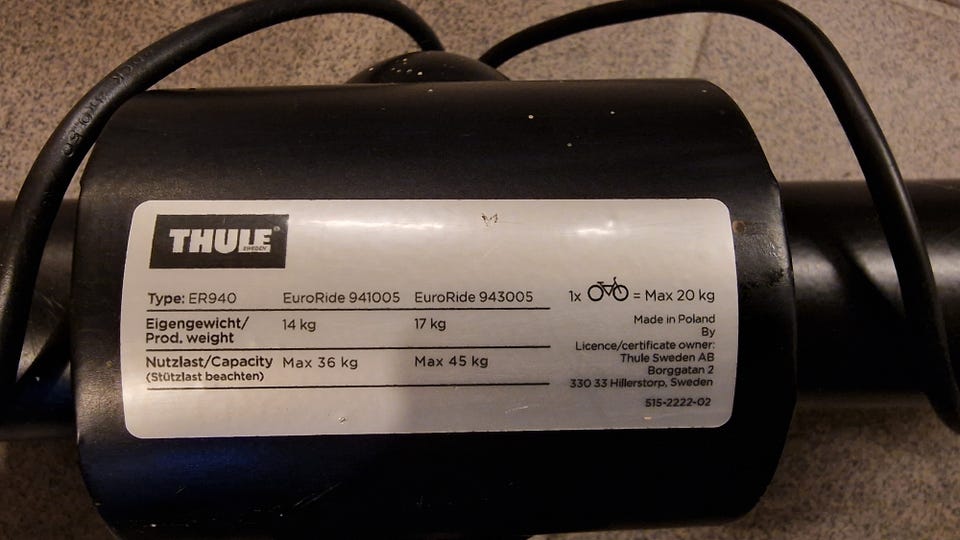 THULE
SWEDEN
Type: ER940 EuroRide 941005 EuroRide 943005
Eigengewicht/
Prod. weight 14 kg 17 kg
Nutzlast/Capacity Max 36 kg Max 45 kg
(Stützlast beachten)
1x = Max 20 kg
Made in Poland
By
Licence/certificate owner:
Thule Sweden AB
Borggatan 2
330 33 Hillerstorp, Sweden
515-2222-02